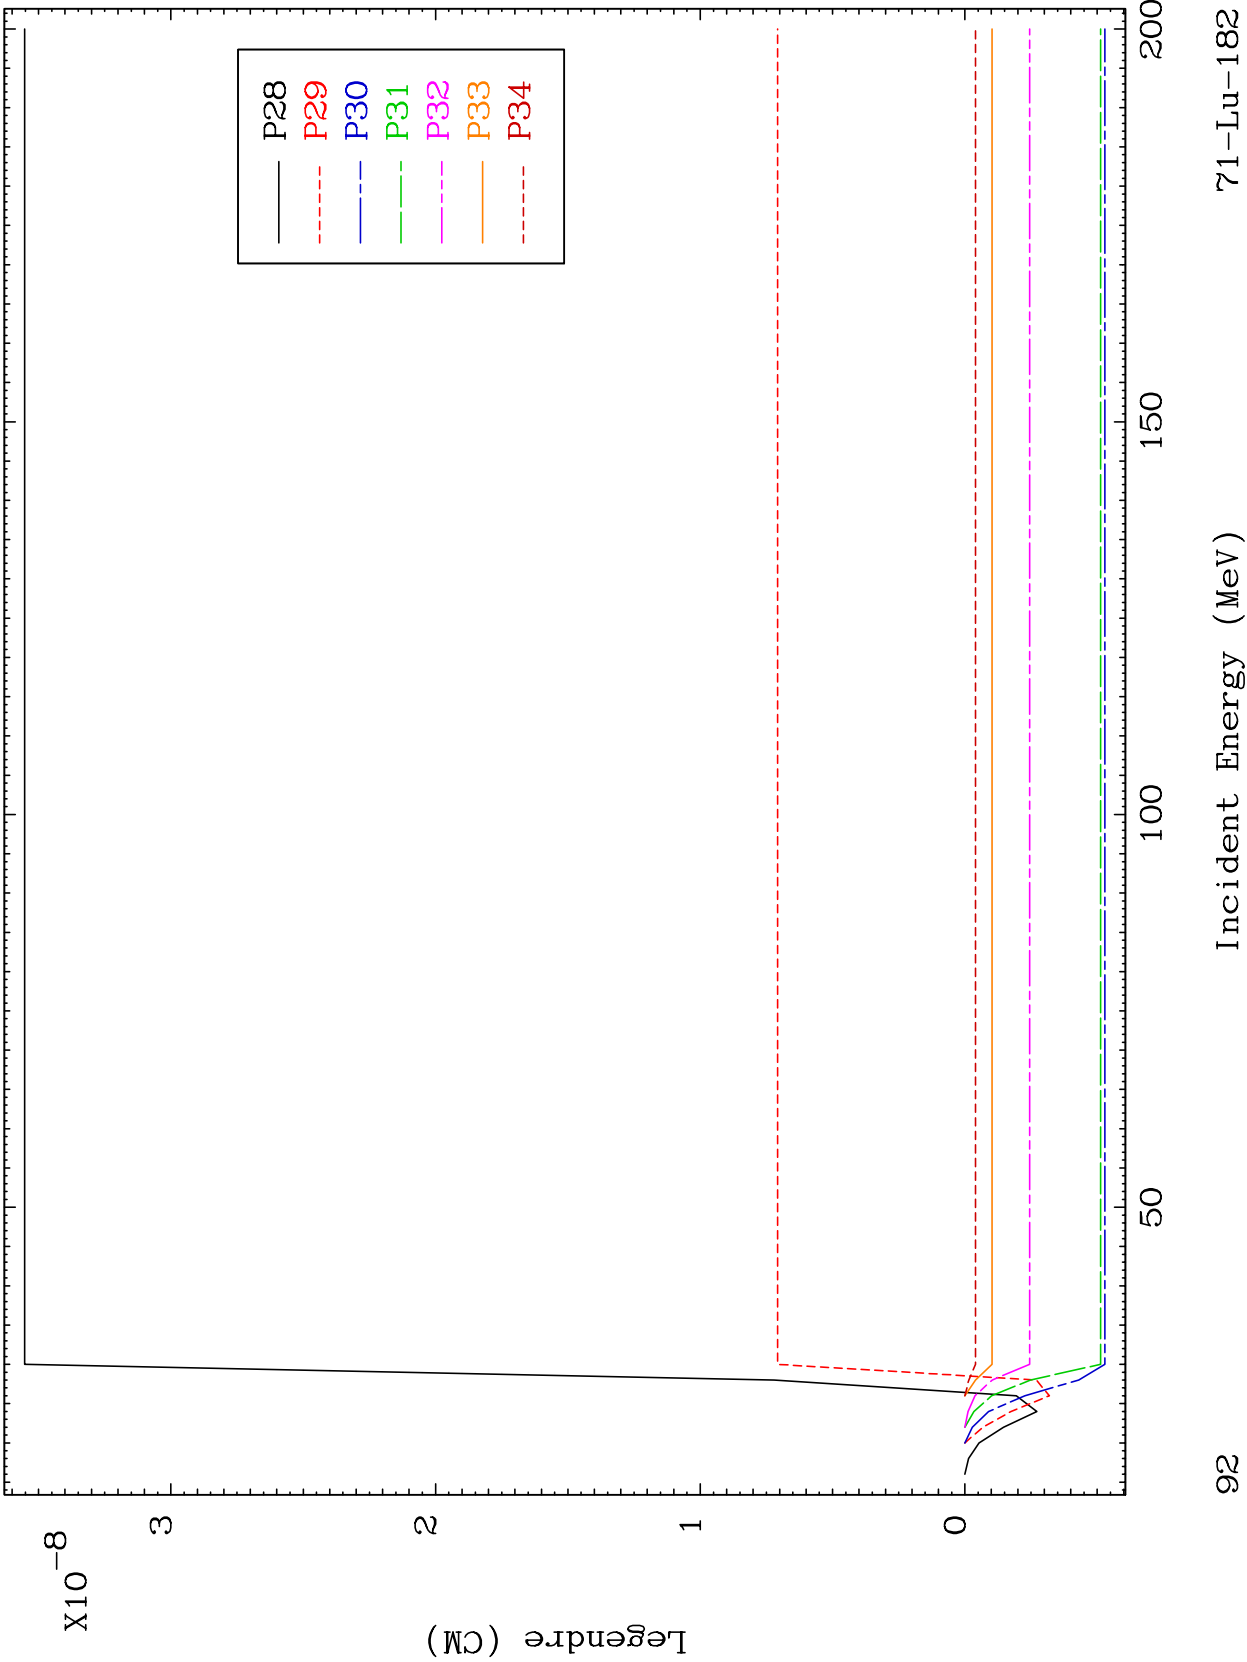 X10⁻⁸
3
2
1
0
Legendre (CM)
P28
P29
P30
P31
P32
P33
P34
50
100
150
200
Incident Energy (MeV)
92
71-Lu-182